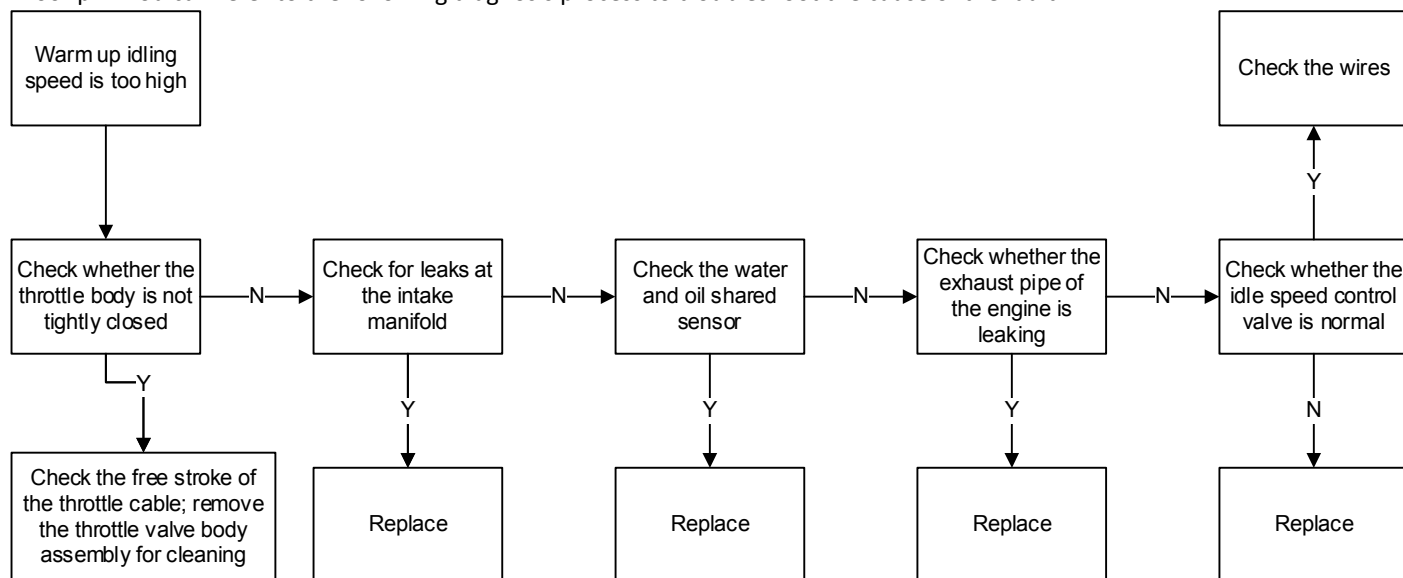 Warm up idling
speed is too high
Check the wires
Y
Check whether the
throttle body is not
tightly closed
N
Check for leaks at
the intake
manifold
N
Check the water
and oil shared
sensor
N
Check whether the
exhaust pipe of
the engine is
leaking
N
Check whether the
idle speed control
valve is normal
Y
Y
Y
Y
N
Check the free stroke of
the throttle cable; remove
the throttle valve body
assembly for cleaning
Replace
Replace
Replace
Replace